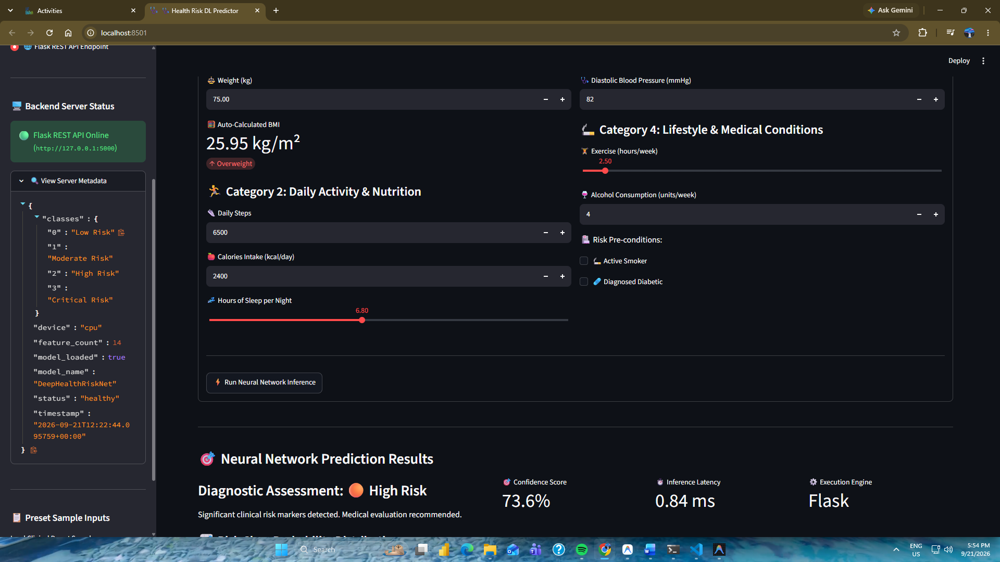 Activities
Health Risk DL Predictor
Ask Gemini
localhost:8501
Flask REST API Endpoint
Backend Server Status
Flask REST API Online
(http://127.0.0.1:5000)
View Server Metadata
{
"classes" : {
"0" : "Low Risk"
"1" :
"Moderate Risk"
"2" : "High Risk"
"3" :
"Critical Risk"
}
"device" : "cpu"
"feature_count" : 14
"model_loaded" : true
"model_name" :
"DeepHealthRiskNet"
"status" : "healthy"
"timestamp" :
"2026-09-21T12:22:44.0
95759+00:00"
}
Preset Sample Inputs
Deploy
Weight (kg)
75.00
Auto-Calculated BMI
25.95 kg/m²
↑ Overweight
Category 2: Daily Activity & Nutrition
Daily Steps
6500
Calories Intake (kcal/day)
2400
Hours of Sleep per Night
6.80
Diastolic Blood Pressure (mmHg)
82
Category 4: Lifestyle & Medical Conditions
Exercise (hours/week)
2.50
Alcohol Consumption (units/week)
4
Risk Pre-conditions:
Active Smoker
Diagnosed Diabetic
Run Neural Network Inference
Neural Network Prediction Results
Diagnostic Assessment: High Risk
Significant clinical risk markers detected. Medical evaluation recommended.
Confidence Score
73.6%
Inference Latency
0.84 ms
Execution Engine
Flask
Search
ENG
US
5:54 PM
9/21/2026